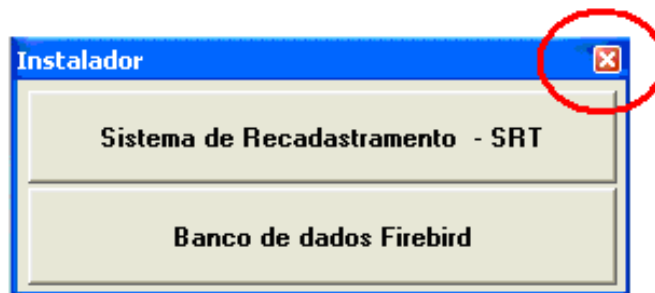 Instalador
Sistema de Recadastramento - SRT
Banco de dados Firebird